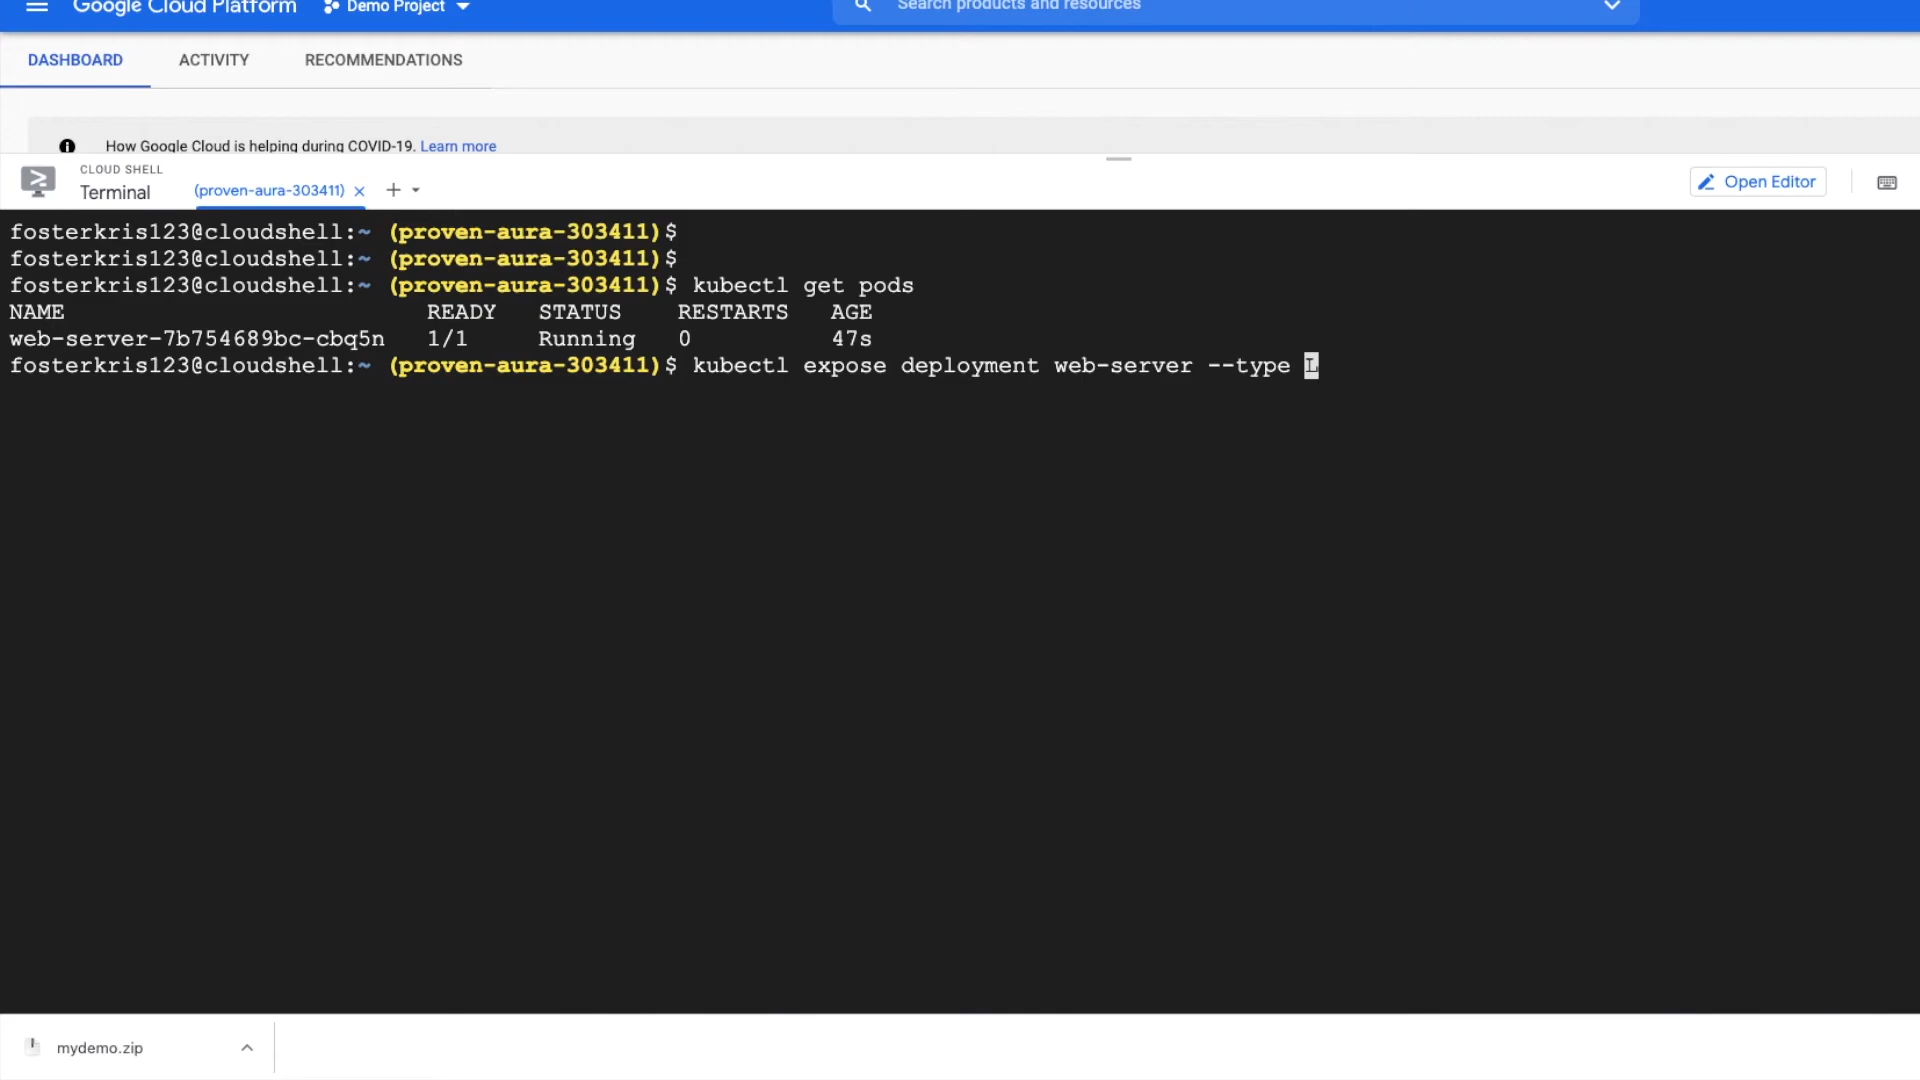 Google Cloud Platform Demo Project Search products and resources
DASHBOARD ACTIVITY RECOMMENDATIONS
How Google Cloud is helping during COVID-19. Learn more
CLOUD SHELL
Terminal (proven-aura-303411) Open Editor
fosterkris123@cloudshell:~ (proven-aura-303411)$
fosterkris123@cloudshell:~ (proven-aura-303411)$
fosterkris123@cloudshell:~ (proven-aura-303411)$ kubectl get pods
NAME READY STATUS RESTARTS AGE
web-server-7b754689bc-cbq5n 1/1 Running 0 47s
fosterkris123@cloudshell:~ (proven-aura-303411)$ kubectl expose deployment web-server --type L
mydemo.zip